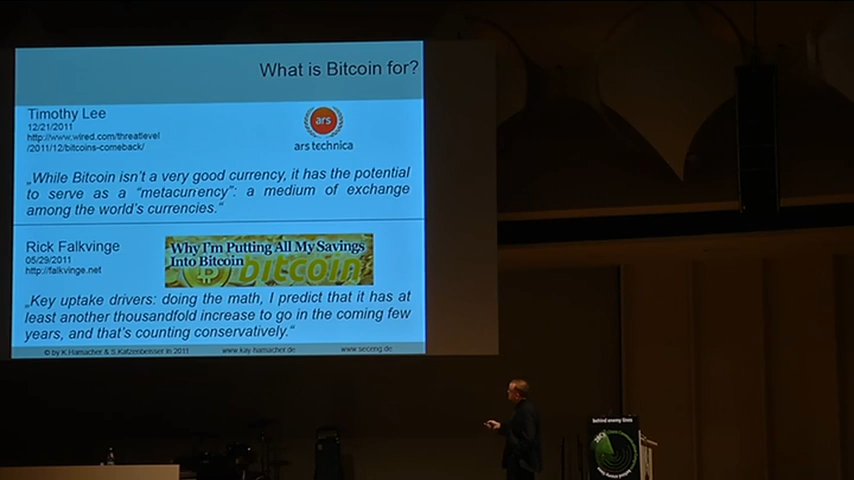 What is Bitcoin for?
Timothy Lee
12/21/2011
http://www.wired.com/threatlevel
/2011/12/bitcoins-comeback/
ars
ars technica
„While Bitcoin isn't a very good currency, it has the potential
to serve as a “metacurrency”: a medium of exchange
among the world's currencies.“
Rick Falkvinge
05/29/2011
http://falkvinge.net
Why I'm Putting All My Savings
Into Bitcoin
bitcoin
„Key uptake drivers: doing the math, I predict that it has at
least another thousandfold increase to go in the coming few
years, and that's counting conservatively.“
© by K.Hamacher & S.Katzenbeisser in 2011
www.kay-hamacher.de
www.seceng.de
behind enemy lines